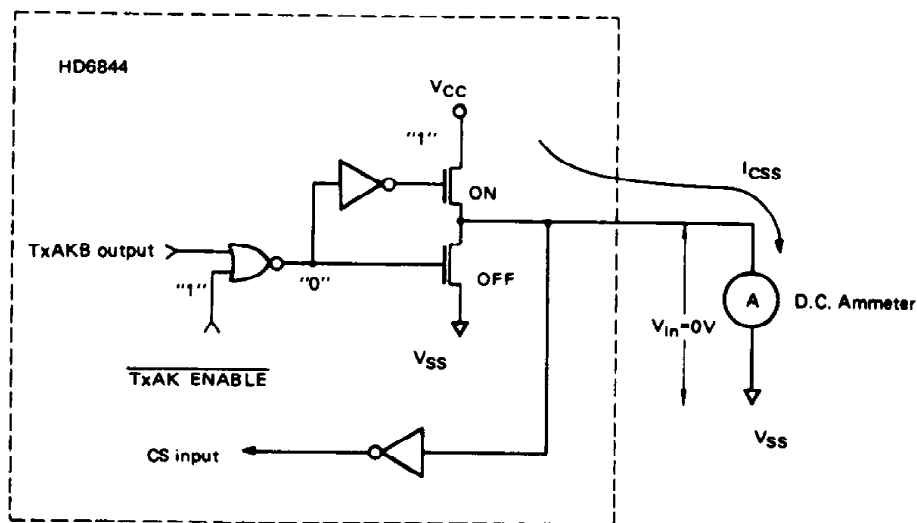 HD6844
VCC
"1"
ICSS
ON
TxAKB output
"1"
"0"
OFF
A
D.C. Ammeter
Vin=0V
TxAK ENABLE
VSS
VSS
CS input